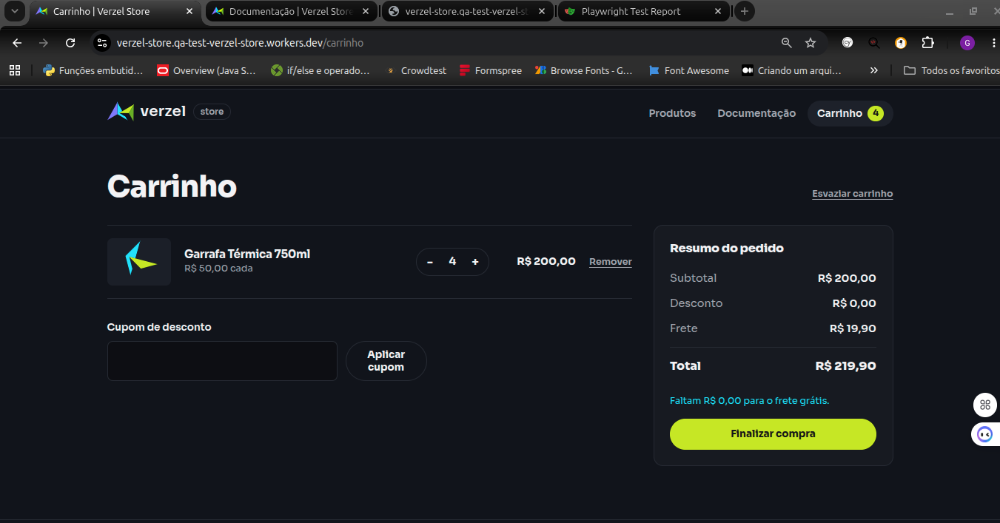 Carrinho | Verzel Store
Documentação | Verzel Store
verzel-store.qa-test-verzel-st
Playwright Test Report
verzel-store.qa-test-verzel-store.workers.dev/carrinho
G
Funções embutid...
Overview (Java S...
if/else e operado...
Crowdtest
Formspree
Browse Fonts - G...
Font Awesome
Criando um arqui...
Todos os favoritos
verzel store
Produtos
Documentação
Carrinho 4
Carrinho
Esvaziar carrinho
Garrafa Térmica 750ml
R$ 50,00 cada
- 4 +
R$ 200,00
Remover
Cupom de desconto
Aplicar
cupom
Resumo do pedido
Subtotal R$ 200,00
Desconto R$ 0,00
Frete R$ 19,90
Total R$ 219,90
Faltam R$ 0,00 para o frete grátis.
Finalizar compra